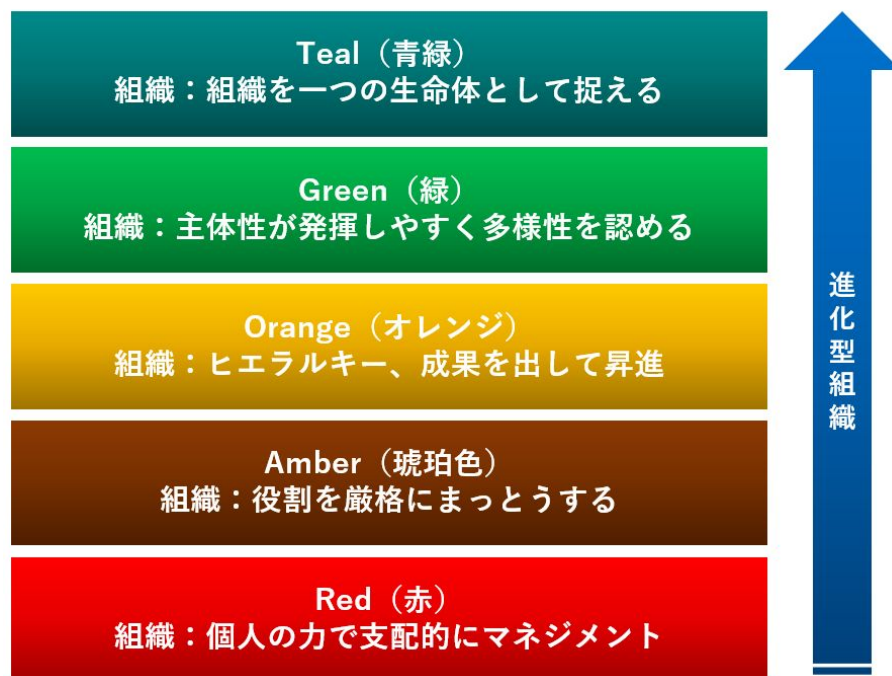 Teal（青緑）
組織：組織を一つの生命体として捉える
Green（緑）
組織：主体性が発揮しやすく多様性を認める
Orange（オレンジ）
組織：ヒエラルキー、成果を出して昇進
Amber（琥珀色）
組織：役割を厳格にまっとうする
Red（赤）
組織：個人の力で支配的にマネジメント
進化型組織